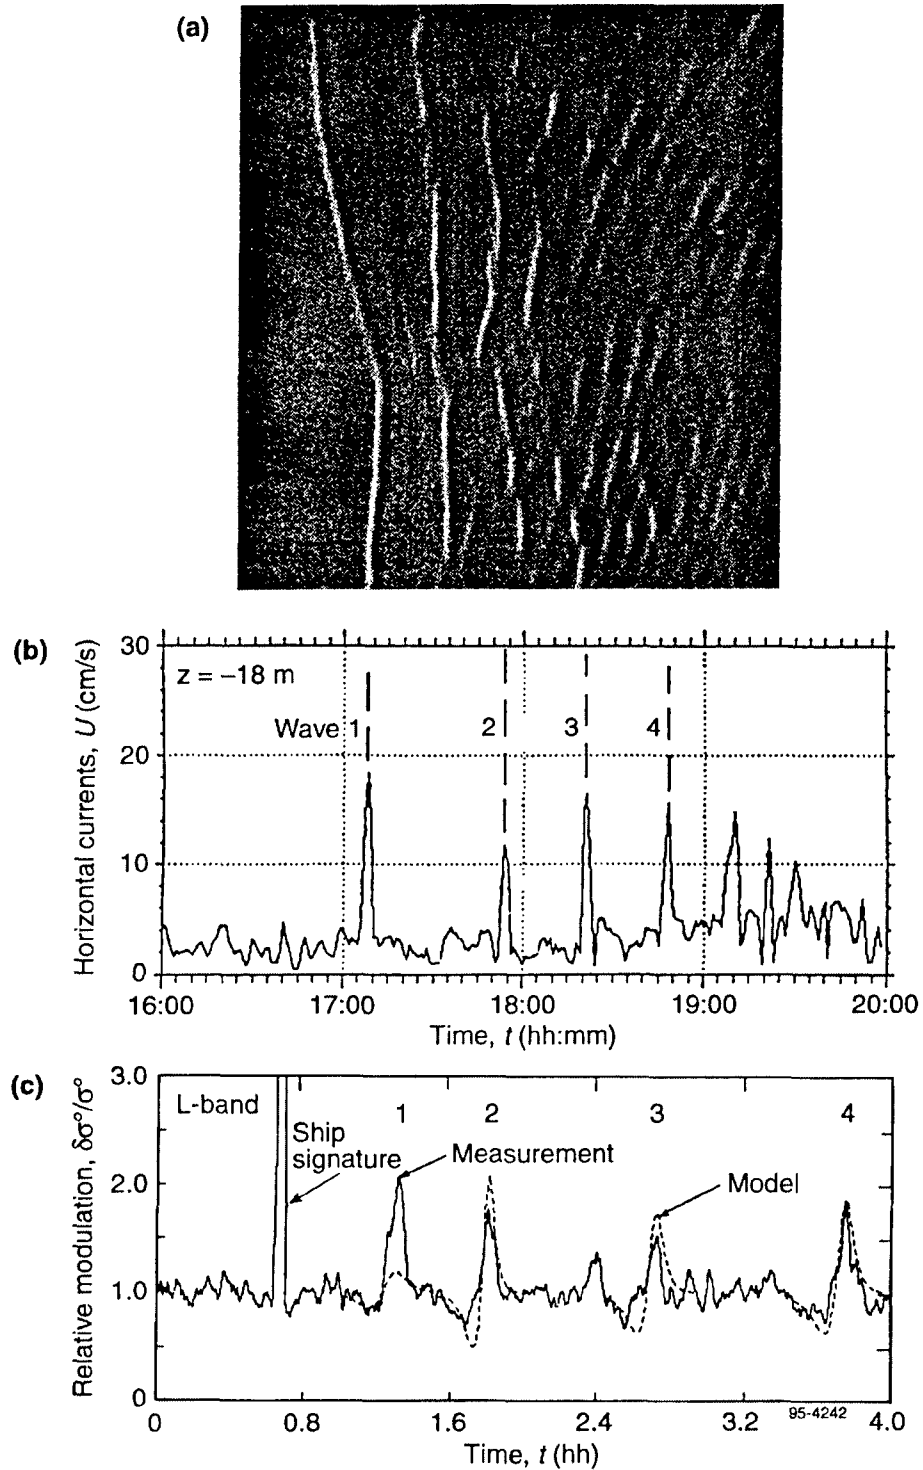 (a)
(b)
Horizontal currents, U (cm/s)
30
20
10
0
z = –18 m
Wave 1 2 3 4
16:00 17:00 18:00 19:00 20:00
Time, t (hh:mm)
(c)
Relative modulation, δσ°/σ°
3.0
2.0
1.0
0
L-band
1 2 3 4
Ship
signature
Measurement
Model
95-4242
0 0.8 1.6 2.4 3.2 4.0
Time, t (hh)